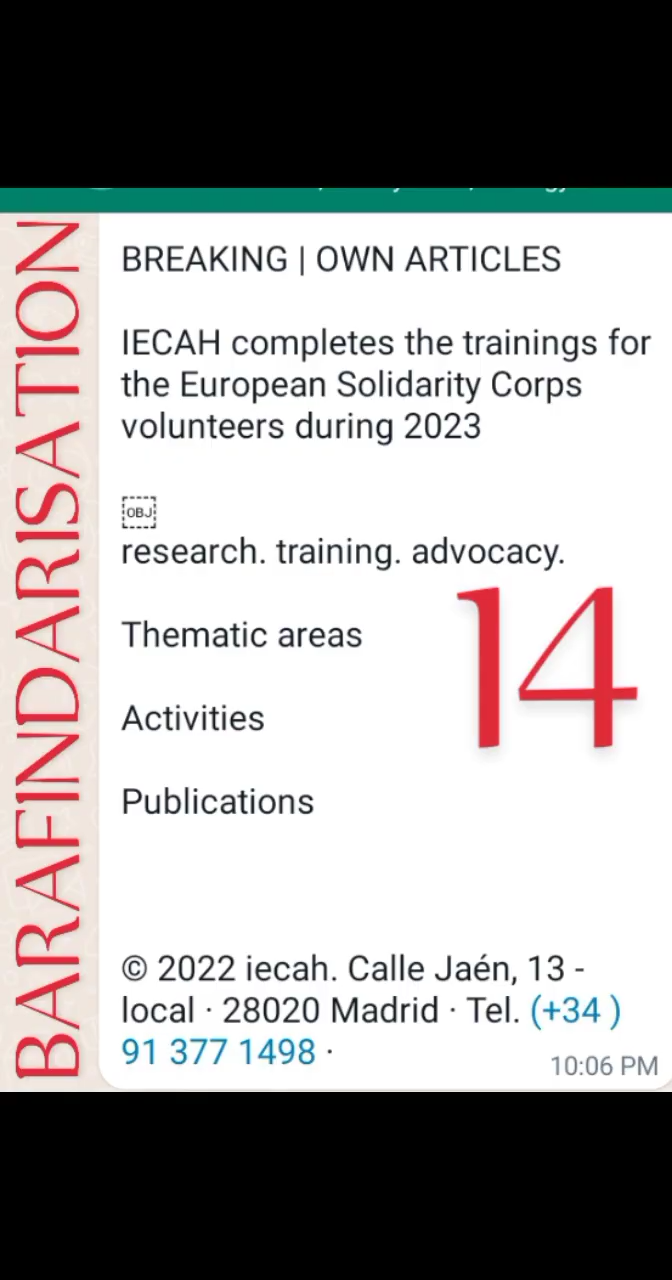 BARAFINDARISATION
BREAKING | OWN ARTICLES
IECAH completes the trainings for
the European Solidarity Corps
volunteers during 2023
OBJ
research. training. advocacy.
14
Thematic areas
Activities
Publications
© 2022 iecah. Calle Jaén, 13 -
local · 28020 Madrid · Tel. (+34 )
91 377 1498 ·
10:06 PM